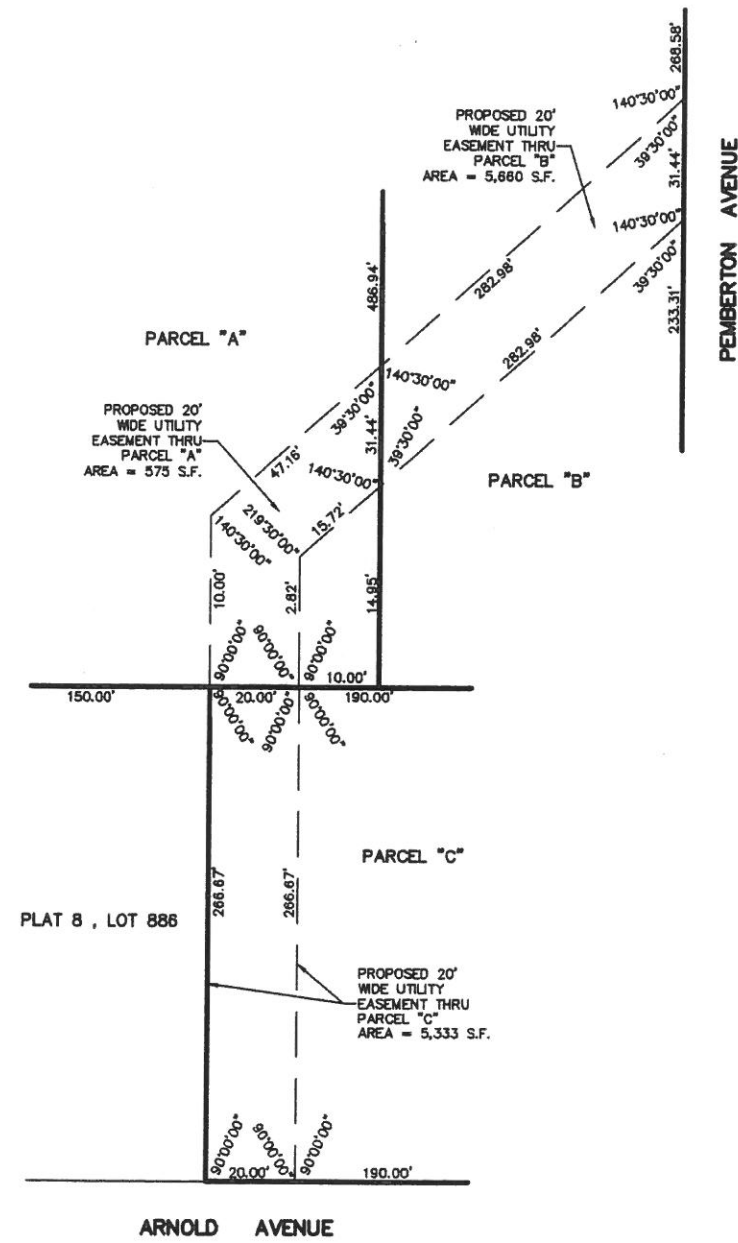 268.58'
140°30'00"
39°30'00"
31.44'
PROPOSED 20'
WIDE UTILITY
EASEMENT THRU
PARCEL "B"
AREA = 5,660 S.F.
140°30'00"
39°30'00"
233.31'
PEMBERTON AVENUE
486.94'
282.98'
282.98'
PARCEL "A"
140°30'00"
39°30'00"
31.44'
39°30'00"
140°30'00"
PROPOSED 20'
WIDE UTILITY
EASEMENT THRU
PARCEL "A"
AREA = 575 S.F.
47.16'
PARCEL "B"
219°30'00"
140°30'00"
15.72'
10.00'
2.82'
14.95'
90°00'00"
90°00'00"
90°00'00"
10.00'
150.00'
20.00'
190.00'
90°00'00"
90°00'00"
90°00'00"
PARCEL "C"
266.67'
266.67'
PLAT 8 , LOT 886
PROPOSED 20'
WIDE UTILITY
EASEMENT THRU
PARCEL "C"
AREA = 5,333 S.F.
90°00'00"
90°00'00"
90°00'00"
20.00'
190.00'
ARNOLD AVENUE